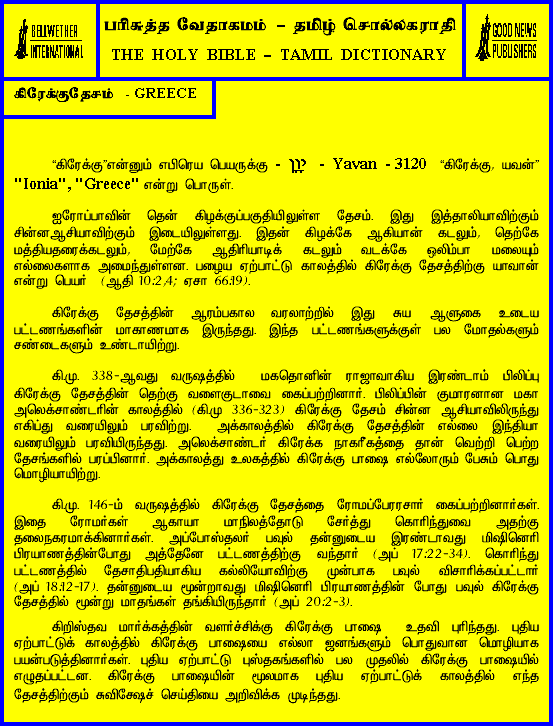 BELLWETHER
INTERNATIONAL
பரிசுத்த வேதாகமம் – தமிழ் சொல்லகராதி
THE HOLY BIBLE – TAMIL DICTIONARY
GOOD NEWS
PUBLISHERS
கிரேக்குதேசம் - GREECE
“கிரேக்கு”என்னும் எபிரெய பெயருக்கு - יָוָן - Yavan - 3120 “கிரேக்கு, யவன்”
"Ionia", "Greece" என்று பொருள்.
ஐரோப்பாவின் தென் கிழக்குப்பகுதியிலுள்ள தேசம். இது இத்தாலியாவிற்கும்
சின்னஆசியாவிற்கும் இடையிலுள்ளது. இதன் கிழக்கே ஆகியான் கடலும், தெற்கே
மத்தியதரைக்கடலும், மேற்கே ஆதிரியாடிக் கடலும் வடக்கே ஒலிம்பா மலையும்
எல்லைகளாக அமைந்துள்ளன. பழைய ஏற்பாட்டு காலத்தில் கிரேக்கு தேசத்திற்கு யாவான்
என்று பெயர் (ஆதி 10:2,4; ஏசா 66:19).
கிரேக்கு தேசத்தின் ஆரம்பகால வரலாற்றில் இது சுய ஆளுகை உடைய
பட்டணங்களின் மாகாணமாக இருந்தது. இந்த பட்டணங்களுக்குள் பல மோதல்களும்
சண்டைகளும் உண்டாயிற்று.
கி.மு. 338-ஆவது வருஷத்தில் மகதொனின் ராஜாவாகிய இரண்டாம் பிலிப்பு
கிரேக்கு தேசத்தின் தெற்கு வளைகுடாவை கைப்பற்றினார். பிலிப்பின் குமாரனான மகா
அலெக்சாண்டரின் காலத்தில் (கி.மு 336-323) கிரேக்கு தேசம் சின்ன ஆசியாவிலிருந்து
எகிப்து வரையிலும் பரவிற்று. அக்காலத்தில் கிரேக்கு தேசத்தின் எல்லை இந்தியா
வரையிலும் பரவியிருந்தது. அலெக்சாண்டர் கிரேக்க நாகரீகத்தை தான் வெற்றி பெற்ற
தேசங்களில் பரப்பினார். அக்காலத்து உலகத்தில் கிரேக்கு பாஷை எல்லோரும் பேசும் பொது
மொழியாயிற்று.
கி.மு. 146-ம் வருஷத்தில் கிரேக்கு தேசத்தை ரோமப்பேரரசார் கைப்பற்றினார்கள்.
இதை ரோமர்கள் ஆகாயா மாநிலத்தோடு சேர்த்து கொரிந்துவை அதற்கு
தலைநகரமாக்கினார்கள். அப்போஸ்தலர் பவுல் தன்னுடைய இரண்டாவது மிஷினெரி
பிரயாணத்தின்போது அத்தேனே பட்டணத்திற்கு வந்தார் (அப் 17:22-34). கொரிந்து
பட்டணத்தில் தேசாதிபதியாகிய கல்லியோவிற்கு முன்பாக பவுல் விசாரிக்கப்பட்டார்
(அப் 18:12-17). தன்னுடைய மூன்றாவது மிஷினெரி பிரயாணத்தின் போது பவுல் கிரேக்கு
தேசத்தில் மூன்று மாதங்கள் தங்கியிருந்தார் (அப் 20:2-3).
கிறிஸ்தவ மார்க்கத்தின் வளர்ச்சிக்கு கிரேக்கு பாஷை உதவி புரிந்தது. புதிய
ஏற்பாட்டுக் காலத்தில் கிரேக்கு பாஷையை எல்லா ஜனங்களும் பொதுவான மொழியாக
பயன்படுத்தினார்கள். புதிய ஏற்பாட்டு புஸ்தகங்களில் பல முதலில் கிரேக்கு பாஷையில்
எழுதப்பட்டன. கிரேக்கு பாஷையின் மூலமாக புதிய ஏற்பாட்டுக் காலத்தில் எந்த
தேசத்திற்கும் சுவிசேஷச் செய்தியை அறிவிக்க முடிந்தது.